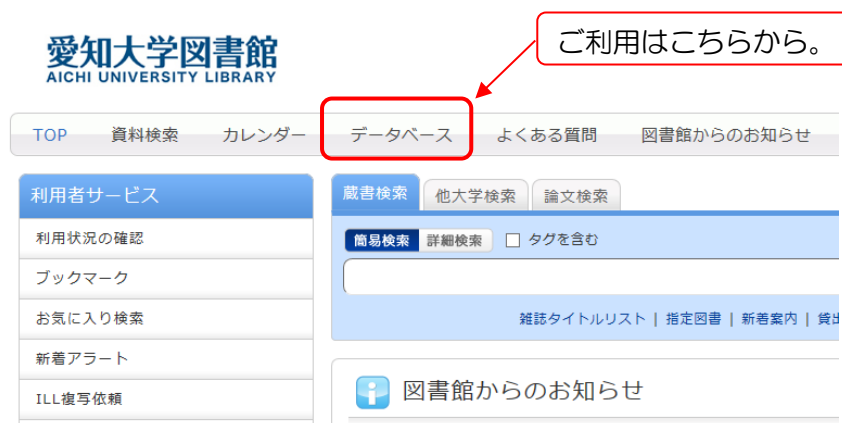 ご利用はこちらから。
愛知大学図書館
AICHI UNIVERSITY LIBRARY
TOP 資料検索 カレンダー データベース よくある質問 図書館からのお知らせ
利用者サービス
利用状況の確認
ブックマーク
お気に入り検索
新着アラート
ILL複写依頼
蔵書検索 他大学検索 論文検索
簡易検索 詳細検索 タグを含む
雑誌タイトルリスト | 指定図書 | 新着案内 | 貸出
図書館からのお知らせ